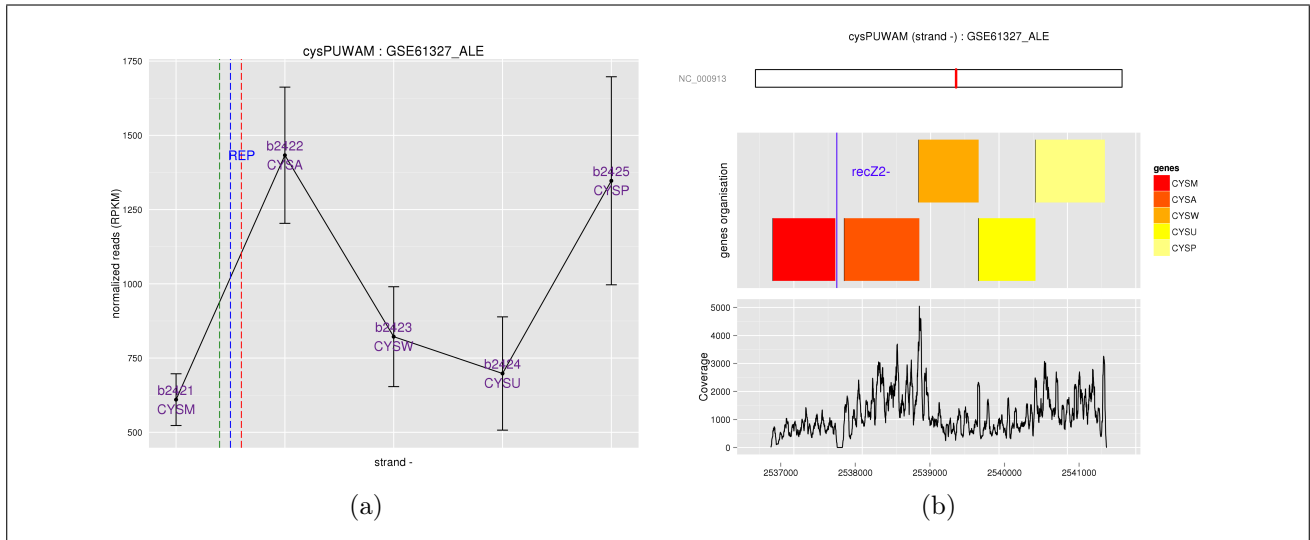 cysPUWAM : GSE61327_ALE
1750
1500
1250
1000
750
500
normalized reads (RPKM)
REP
b2421
CYSM
b2422
CYSA
b2423
CYSW
b2424
CYSU
b2425
CYSP
strand -
(a)
cysPUWAM (strand -) : GSE61327_ALE
NC_000913
genes organisation
recZ2-
genes
CYSM
CYSA
CYSW
CYSU
CYSP
Coverage
5000
4000
3000
2000
1000
0
2537000
2538000
2539000
2540000
2541000
(b)